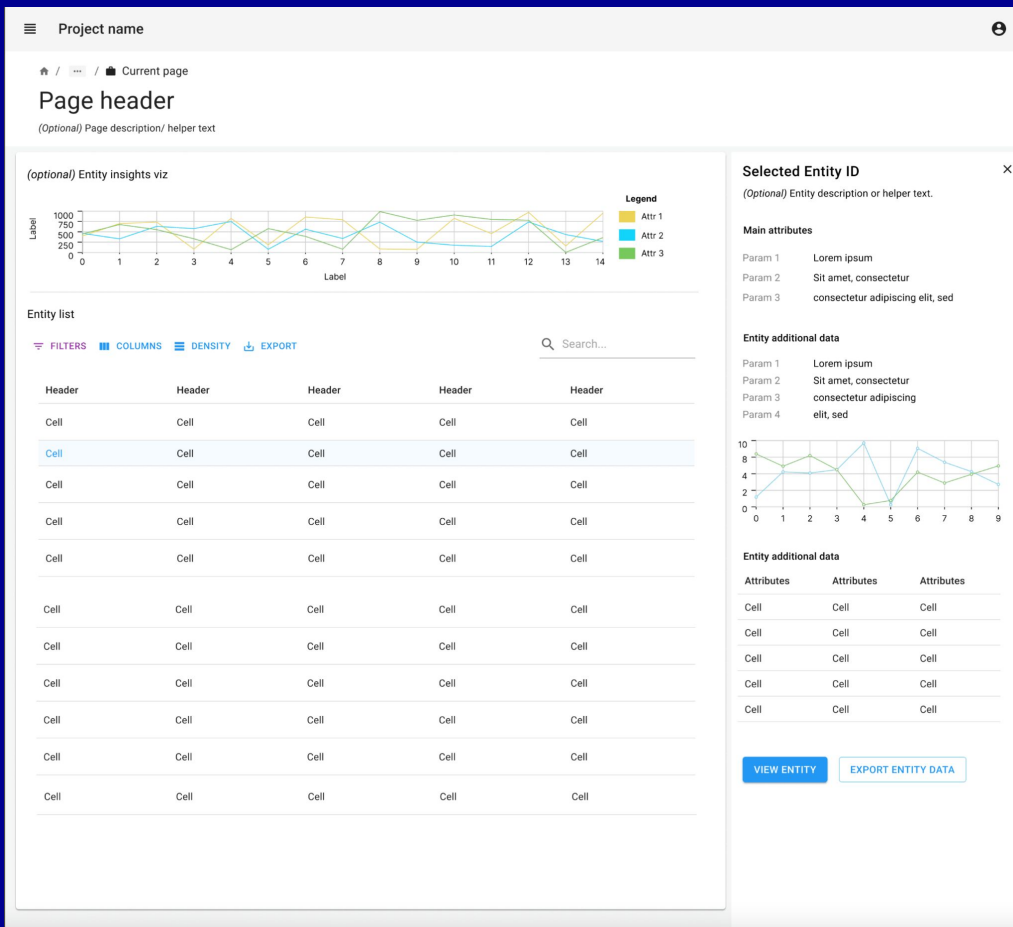 Project name
/ ... / Current page
Page header
(Optional) Page description/ helper text
(optional) Entity insights viz
Label
1000
750
500
250
0
0 1 2 3 4 5 6 7 8 9 10 11 12 13 14
Label
Legend
Attr 1
Attr 2
Attr 3
Entity list
FILTERS COLUMNS DENSITY EXPORT
Search...
Header Header Header Header Header
Cell Cell Cell Cell Cell
Cell Cell Cell Cell Cell
Cell Cell Cell Cell Cell
Cell Cell Cell Cell Cell
Cell Cell Cell Cell Cell
Cell Cell Cell Cell Cell
Cell Cell Cell Cell Cell
Cell Cell Cell Cell Cell
Cell Cell Cell Cell Cell
Cell Cell Cell Cell Cell
Cell Cell Cell Cell Cell
Selected Entity ID
(Optional) Entity description or helper text.
Main attributes
Param 1 Lorem ipsum
Param 2 Sit amet, consectetur
Param 3 consectetur adipiscing elit, sed
Entity additional data
Param 1 Lorem ipsum
Param 2 Sit amet, consectetur
Param 3 consectetur adipiscing
Param 4 elit, sed
10
8
4
2
0
0 1 2 3 4 5 6 7 8 9
Entity additional data
Attributes Attributes Attributes
Cell Cell Cell
Cell Cell Cell
Cell Cell Cell
Cell Cell Cell
Cell Cell Cell
VIEW ENTITY EXPORT ENTITY DATA